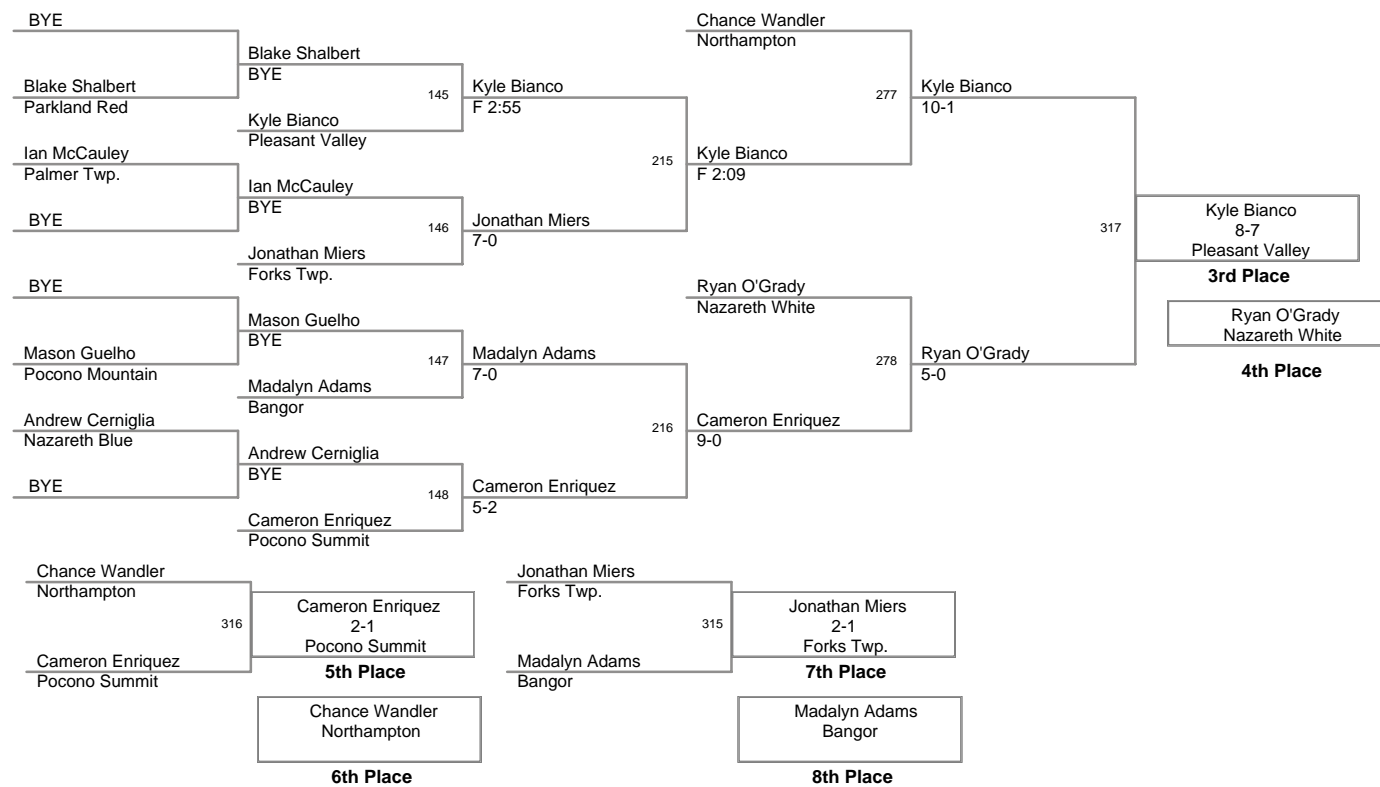 BYE
Blake Shalbert
Parkland Red
Ian McCauley
Palmer Twp.
BYE
BYE
Mason Guelho
Pocono Mountain
Andrew Cerniglia
Nazareth Blue
BYE
Blake Shalbert
BYE
145
Kyle Bianco
Pleasant Valley
Ian McCauley
BYE
146
Jonathan Miers
Forks Twp.
Mason Guelho
BYE
147
Madalyn Adams
Bangor
Andrew Cerniglia
BYE
148
Cameron Enriquez
Pocono Summit
Kyle Bianco
F 2:55
215
Jonathan Miers
7-0
Madalyn Adams
7-0
216
Cameron Enriquez
5-2
Chance Wandler
Northampton
277
Kyle Bianco
F 2:09
Ryan O'Grady
Nazareth White
278
Cameron Enriquez
9-0
Kyle Bianco
10-1
317
Ryan O'Grady
5-0
Kyle Bianco
8-7
Pleasant Valley
3rd Place
Ryan O'Grady
Nazareth White
4th Place
Chance Wandler
Northampton
316
Cameron Enriquez
Pocono Summit
Cameron Enriquez
2-1
Pocono Summit
5th Place
Chance Wandler
Northampton
6th Place
Jonathan Miers
Forks Twp.
315
Madalyn Adams
Bangor
Jonathan Miers
2-1
Forks Twp.
7th Place
Madalyn Adams
Bangor
8th Place